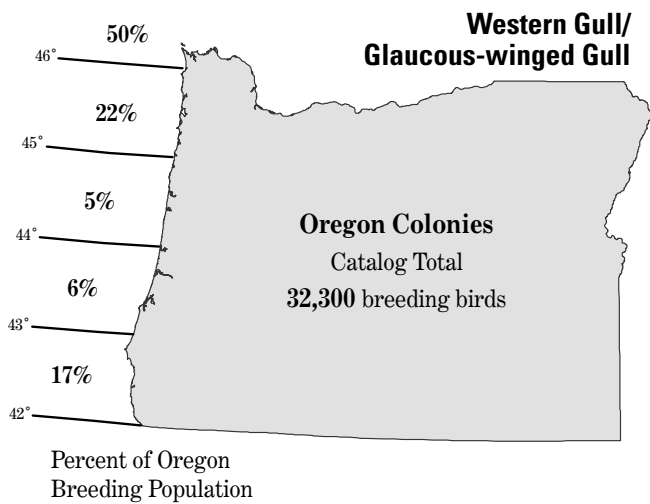 Western Gull/
Glaucous-winged Gull
50%
46°
22%
45°
5%
44°
6%
43°
17%
42°
Oregon Colonies
Catalog Total
32,300 breeding birds
Percent of Oregon
Breeding Population